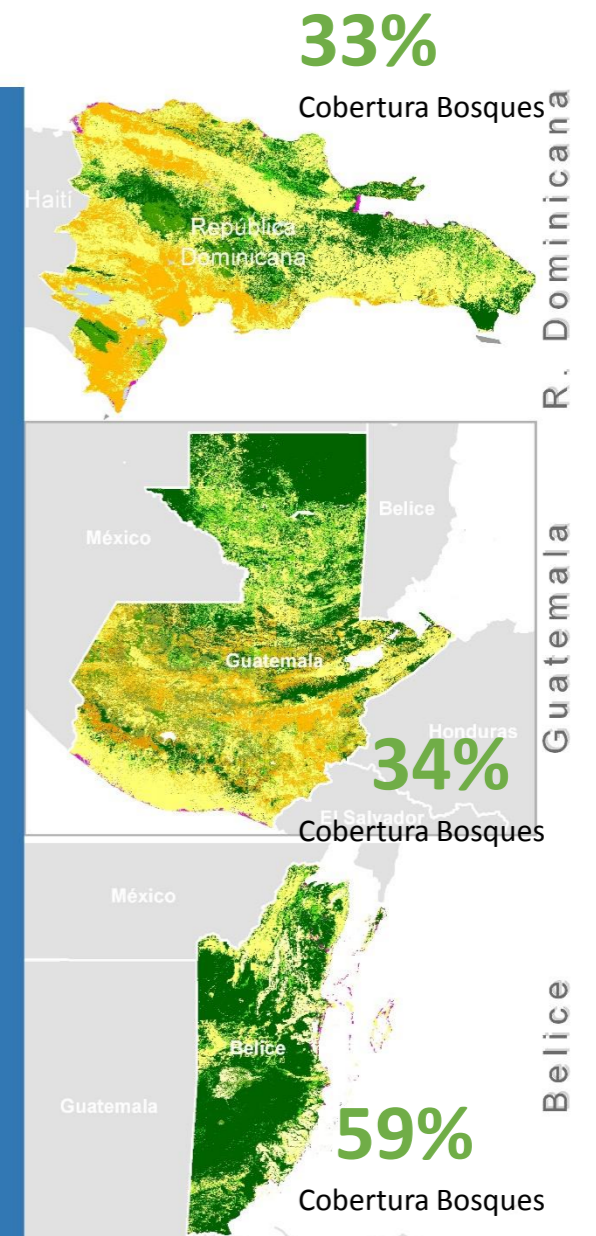 33%
Cobertura Bosques
R. Dominicana
Haití
República
Dominicana
México
Belice
Guatemala
Guatemala
Honduras
34%
El Salvador
Cobertura Bosques
México
Belice
Belice
Guatemala
59%
Cobertura Bosques